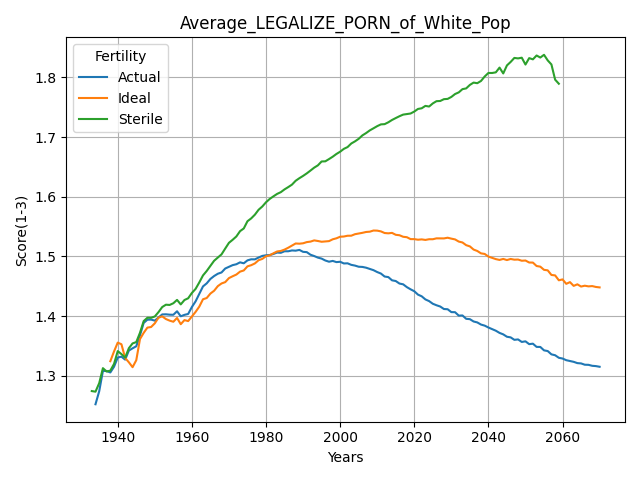 Average_LEGALIZE_PORN_of_White_Pop
Fertility
Actual
Ideal
Sterile
Score(1-3)
1.8
1.7
1.6
1.5
1.4
1.3
1940 1960 1980 2000 2020 2040 2060
Years